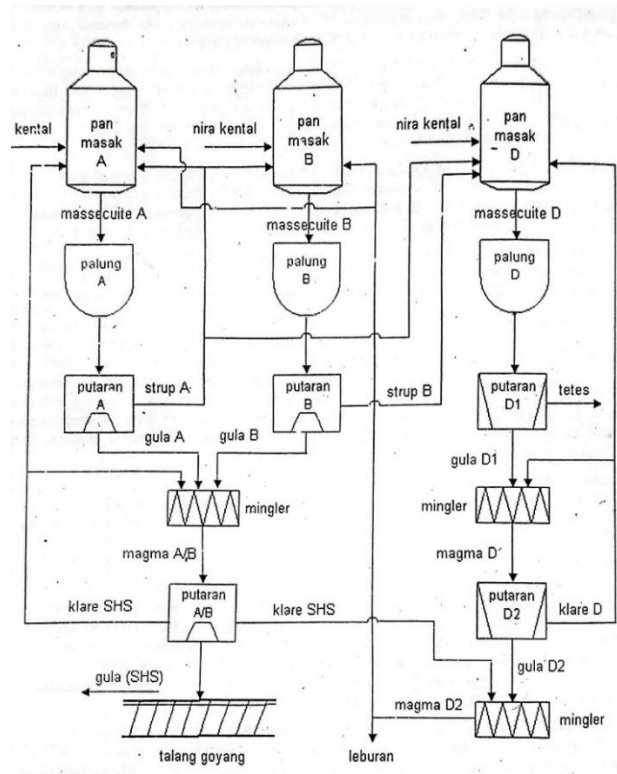 pan
masak
A
pan
masak
B
pan
masak
D
kental
nira kental
nira kental
massecuite A
massecuite B
massecuite D
palung
A
palung
B
palung
D
putaran
A
strup A
putaran
B
strup B
putaran
D1
tetes
gula A
gula B
gula D1
mingler
mingler
magma A/B
magma D
klare SHS
putaran
A/B
klare SHS
putaran
D2
klare D
gula (SHS)
gula D2
magma D2
mingler
talang goyang
leburan